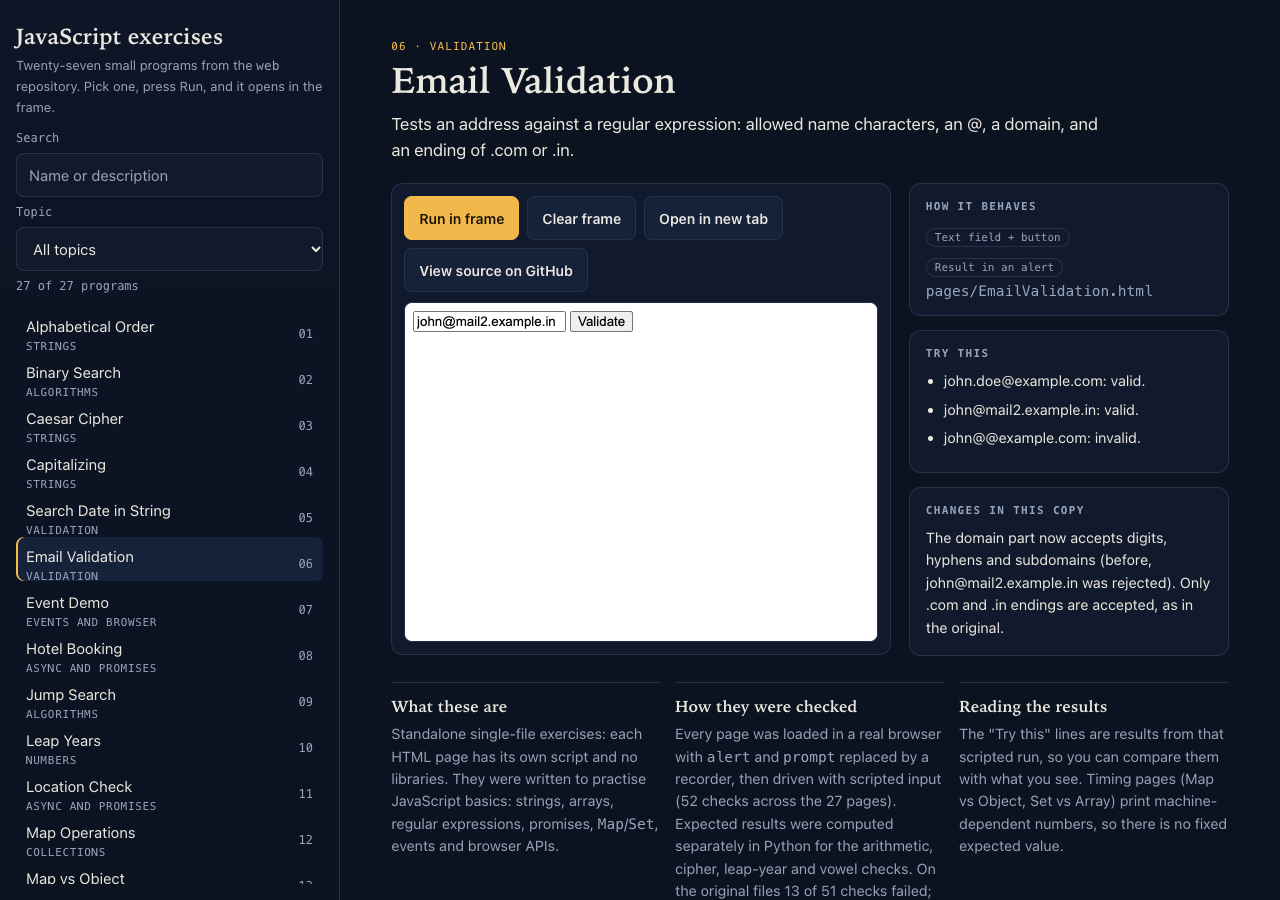 JavaScript exercises
Twenty-seven small programs from the web
repository. Pick one, press Run, and it opens in the
frame.
Search
Name or description
Topic
All topics
27 of 27 programs
Alphabetical Order
STRINGS
01
Binary Search
ALGORITHMS
02
Caesar Cipher
STRINGS
03
Capitalizing
STRINGS
04
Search Date in String
VALIDATION
05
Email Validation
VALIDATION
06
Event Demo
EVENTS AND BROWSER
07
Hotel Booking
ASYNC AND PROMISES
08
Jump Search
ALGORITHMS
09
Leap Years
NUMBERS
10
Location Check
ASYNC AND PROMISES
11
Map Operations
COLLECTIONS
12
Map vs Object
13
06 · VALIDATION
Email Validation
Tests an address against a regular expression: allowed name characters, an @, a domain, and
an ending of .com or .in.
Run in frame
Clear frame
Open in new tab
View source on GitHub
john@mail2.example.in
Validate
HOW IT BEHAVES
Text field + button
Result in an alert
pages/EmailValidation.html
TRY THIS
• john.doe@example.com: valid.
• john@mail2.example.in: valid.
• john@@example.com: invalid.
CHANGES IN THIS COPY
The domain part now accepts digits,
hyphens and subdomains (before,
john@mail2.example.in was rejected). Only
.com and .in endings are accepted, as in
the original.
What these are
Standalone single-file exercises: each
HTML page has its own script and no
libraries. They were written to practise
JavaScript basics: strings, arrays,
regular expressions, promises, Map/Set,
events and browser APIs.
How they were checked
Every page was loaded in a real browser
with alert and prompt replaced by a
recorder, then driven with scripted input
(52 checks across the 27 pages).
Expected results were computed
separately in Python for the arithmetic,
cipher, leap-year and vowel checks. On
the original files 13 of 51 checks failed;
Reading the results
The "Try this" lines are results from that
scripted run, so you can compare them
with what you see. Timing pages (Map
vs Object, Set vs Array) print machine-
dependent numbers, so there is no fixed
expected value.